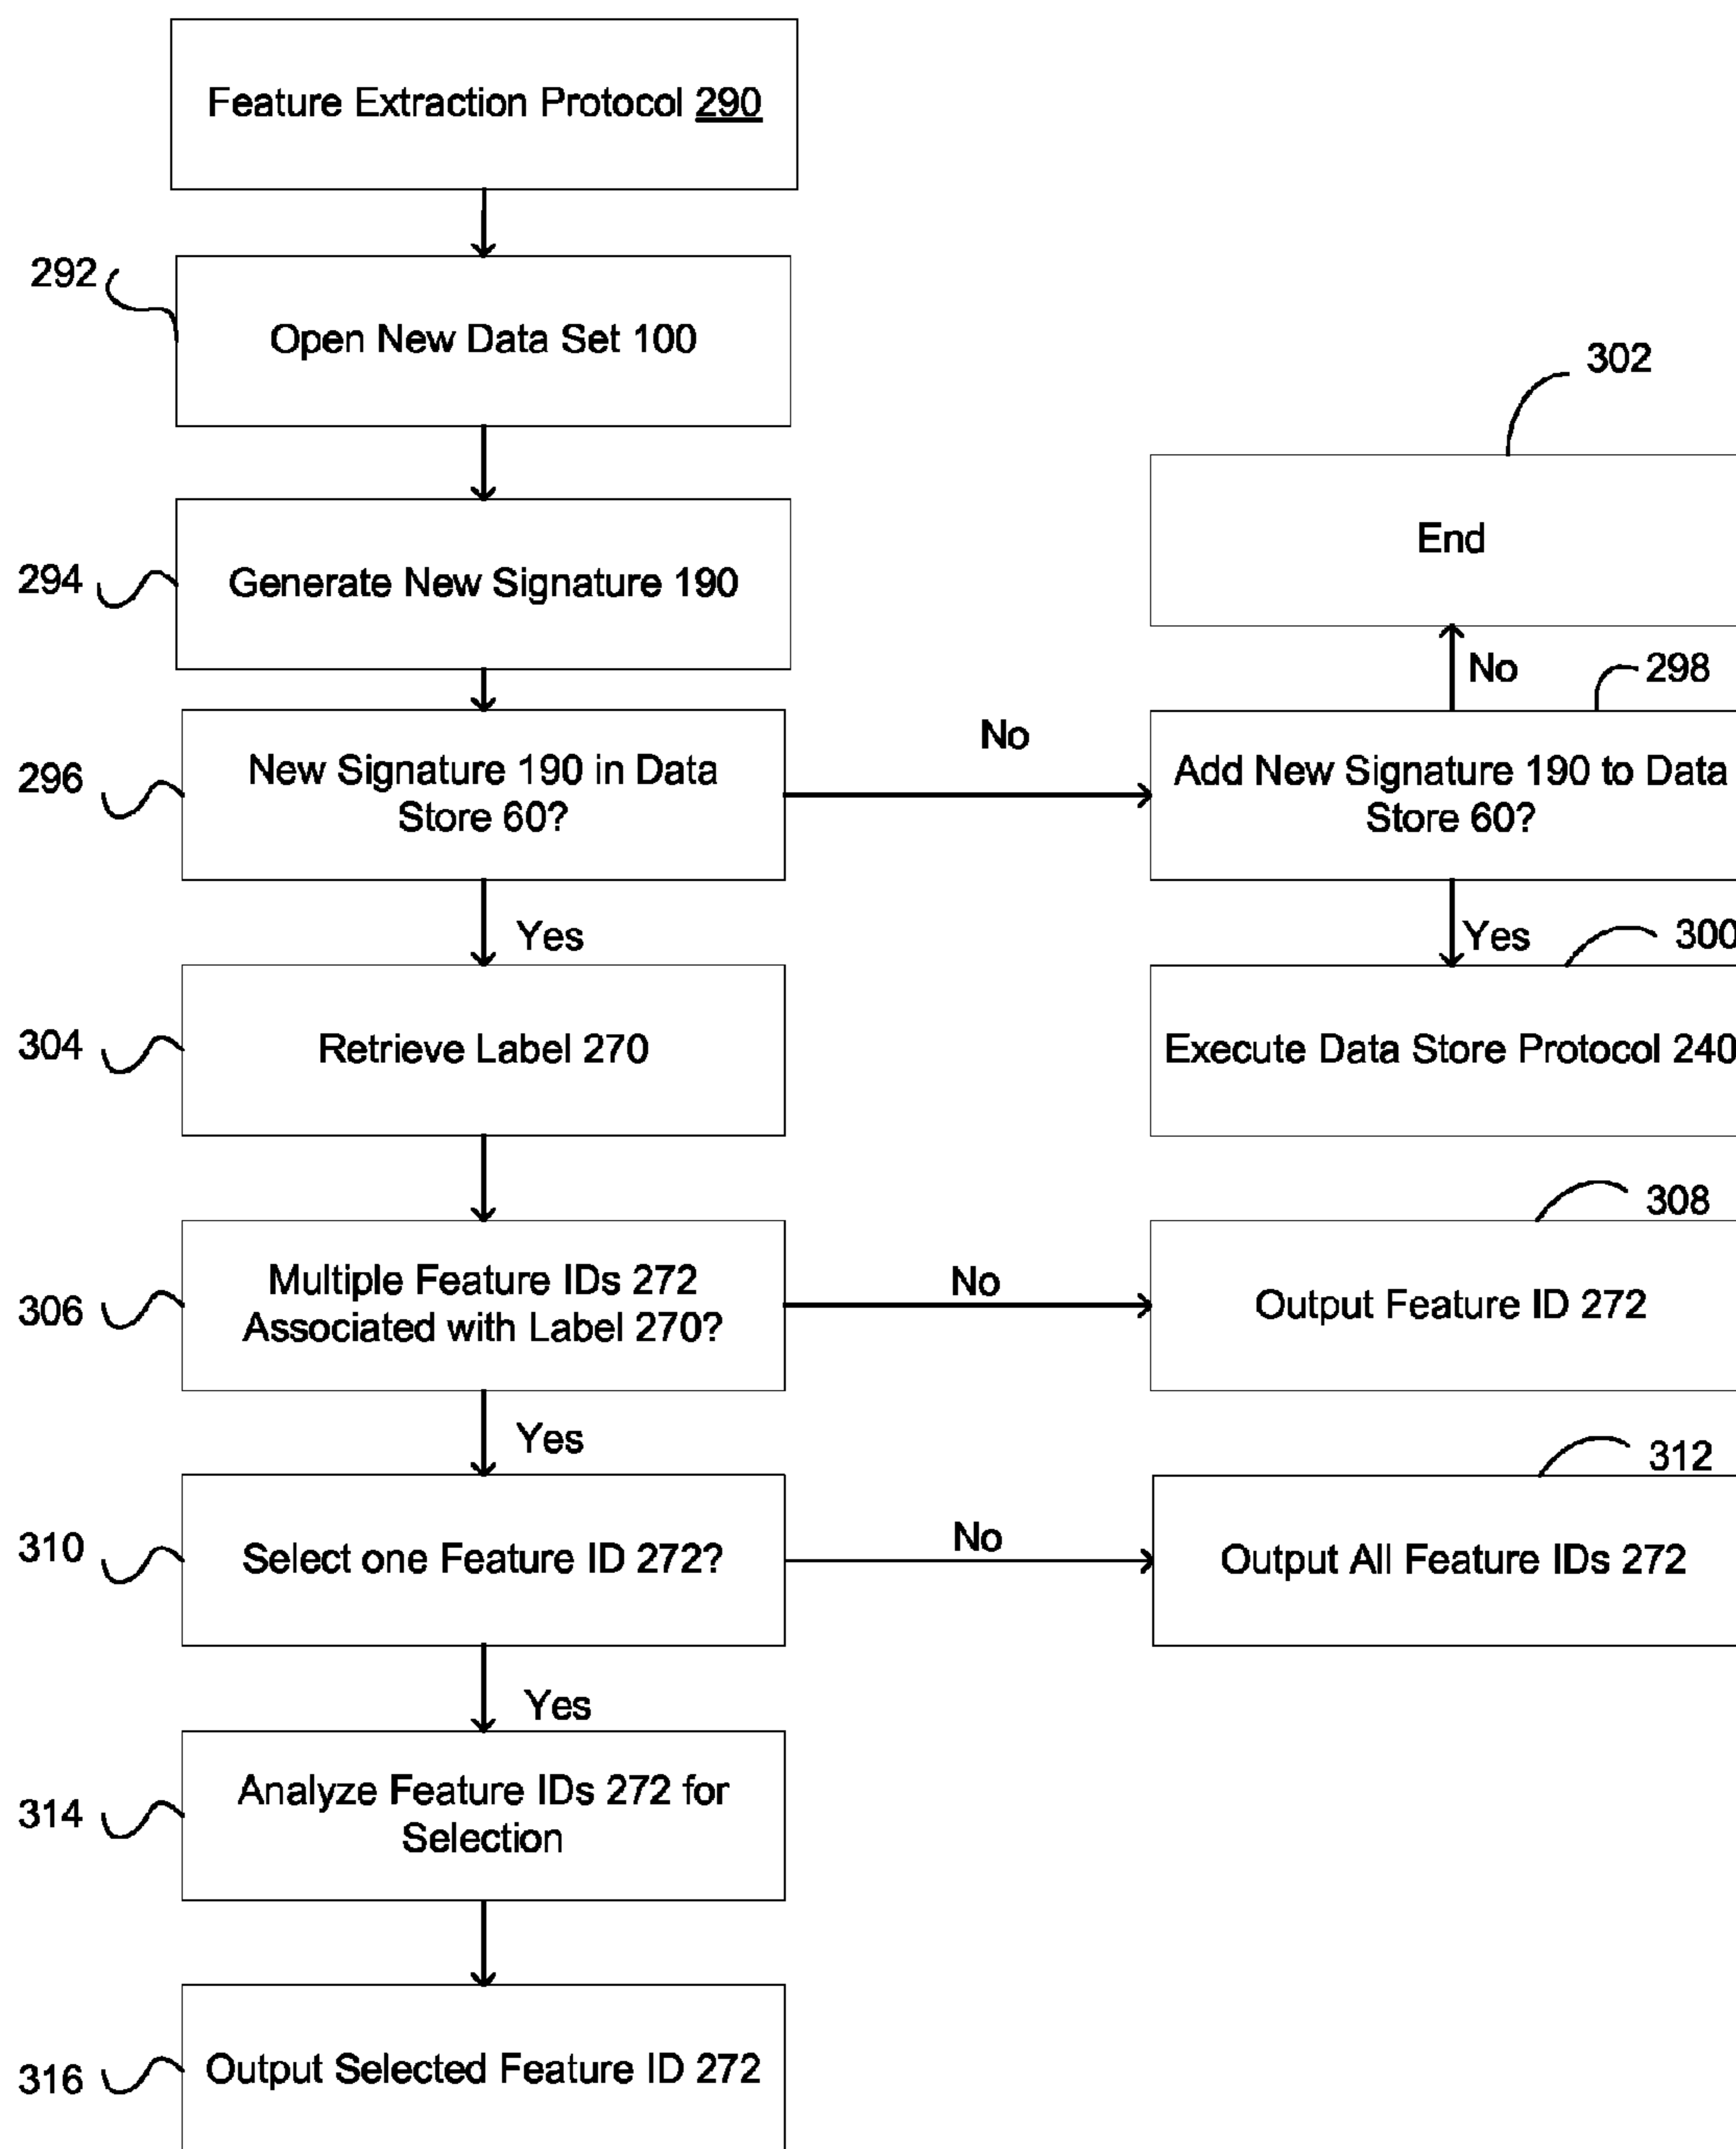 Feature Extraction Protocol 290
292
Open New Data Set 100
302
End
294
Generate New Signature 190
No
298
296
New Signature 190 in Data
Store 60?
No
Add New Signature 190 to Data
Store 60?
Yes
Yes
300
304
Retrieve Label 270
Execute Data Store Protocol 240
308
306
Multiple Feature IDs 272
Associated with Label 270?
No
Output Feature ID 272
Yes
312
310
Select one Feature ID 272?
No
Output All Feature IDs 272
Yes
314
Analyze Feature IDs 272 for
Selection
316
Output Selected Feature ID 272